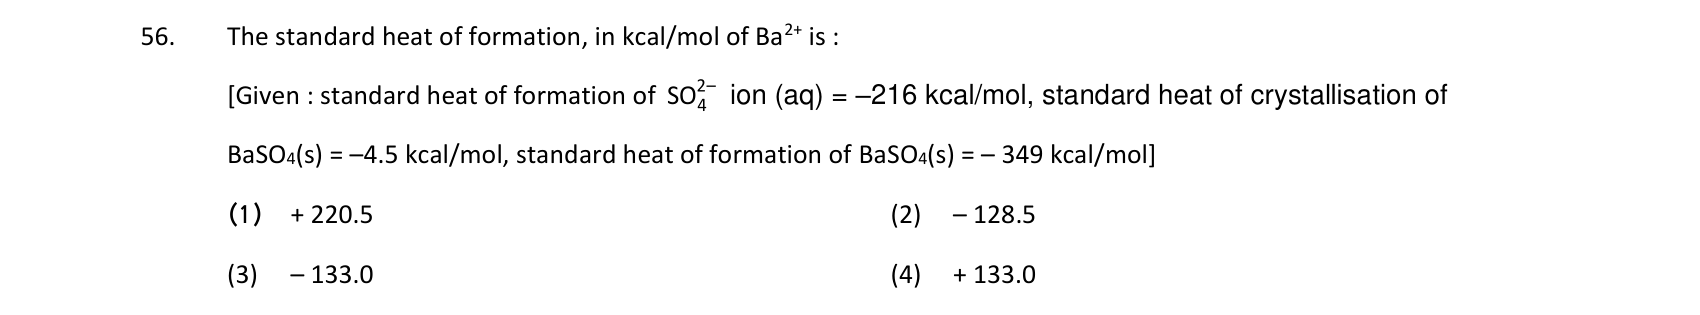 56. The standard heat of formation, in kcal/mol of Ba²⁺ is :
[Given : standard heat of formation of SO₄²⁻ ion (aq) = –216 kcal/mol, standard heat of crystallisation of
BaSO₄(s) = –4.5 kcal/mol, standard heat of formation of BaSO₄(s) = – 349 kcal/mol]
(1) + 220.5 (2) – 128.5
(3) – 133.0 (4) + 133.0